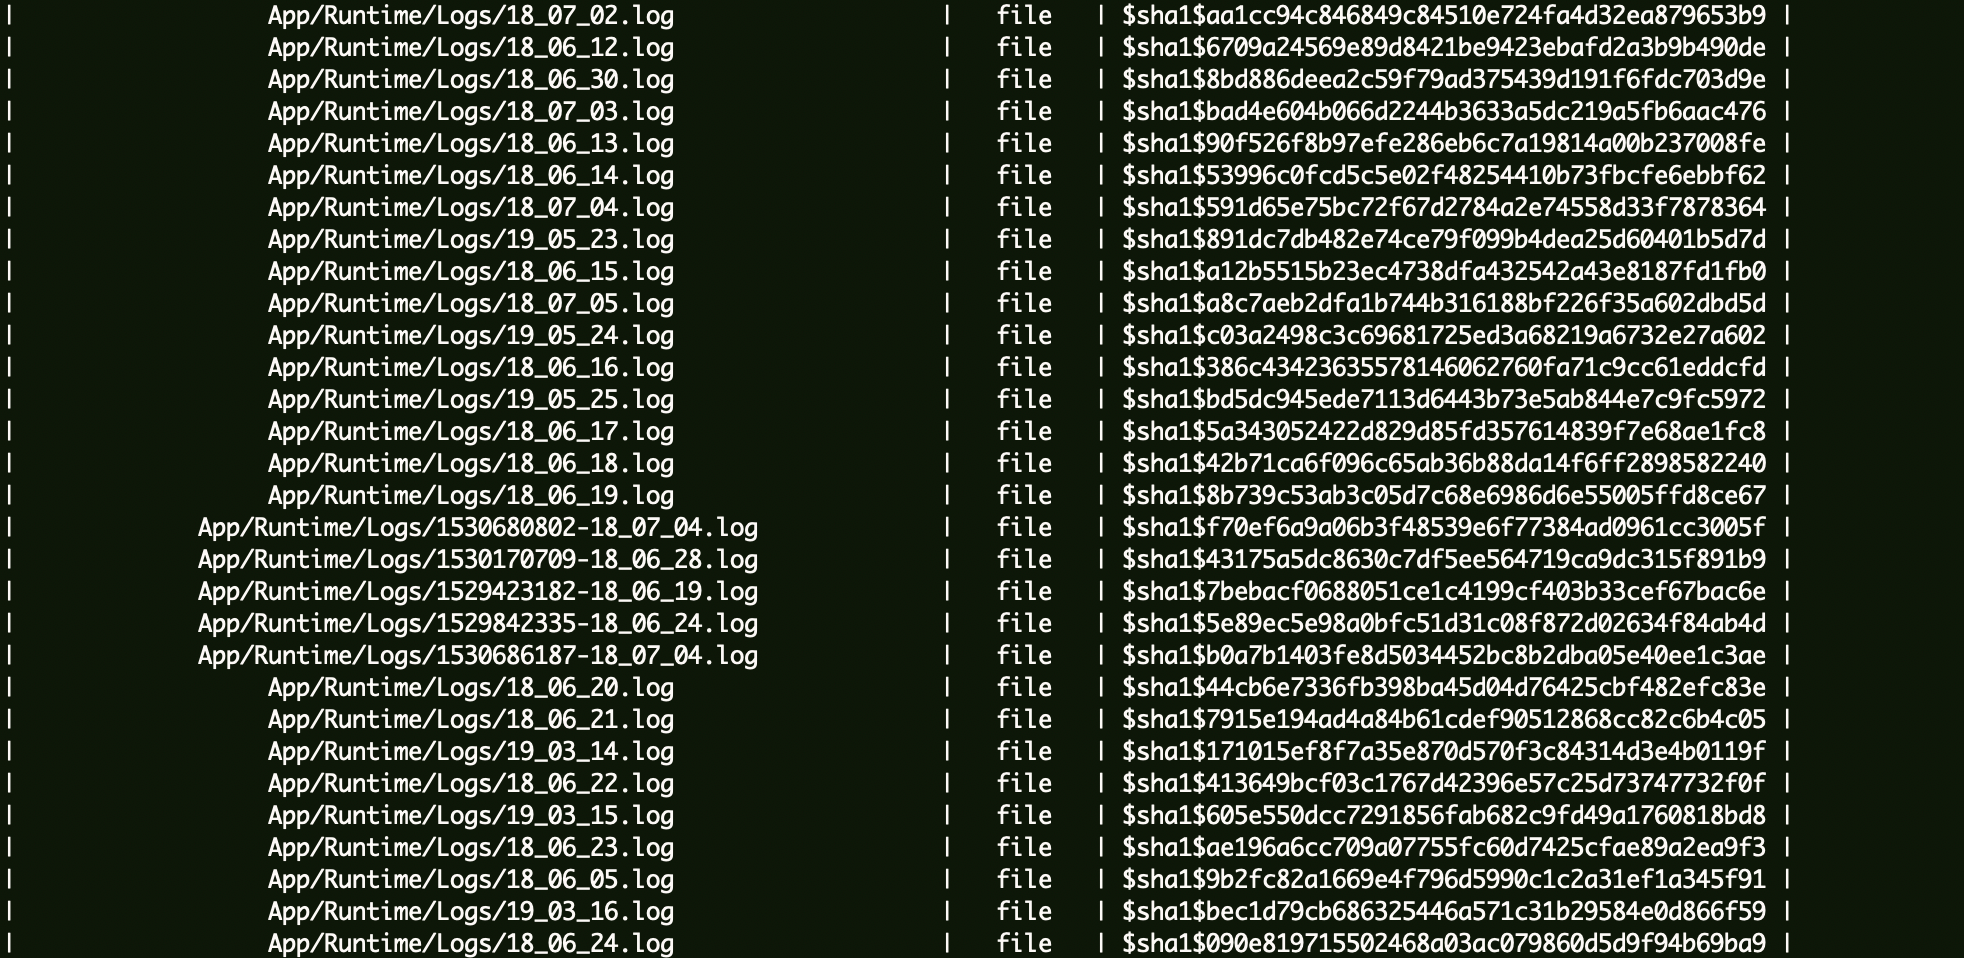 | App/Runtime/Logs/18_07_02.log | file | $sha1$aa1cc94c846849c84510e724fa4d32ea879653b9 |
| App/Runtime/Logs/18_06_12.log | file | $sha1$6709a24569e89d8421be9423ebafd2a3b9b490de |
| App/Runtime/Logs/18_06_30.log | file | $sha1$8bd886deea2c59f79ad375439d191f6fdc703d9e |
| App/Runtime/Logs/18_07_03.log | file | $sha1$bad4e604b066d2244b3633a5dc219a5fb6aac476 |
| App/Runtime/Logs/18_06_13.log | file | $sha1$90f526f8b97efe286eb6c7a19814a00b237008fe |
| App/Runtime/Logs/18_06_14.log | file | $sha1$53996c0fcd5c5e02f48254410b73fbcfe6ebbf62 |
| App/Runtime/Logs/18_07_04.log | file | $sha1$591d65e75bc72f67d2784a2e74558d33f7878364 |
| App/Runtime/Logs/19_05_23.log | file | $sha1$891dc7db482e74ce79f099b4dea25d60401b5d7d |
| App/Runtime/Logs/18_06_15.log | file | $sha1$a12b5515b23ec4738dfa432542a43e8187fd1fb0 |
| App/Runtime/Logs/18_07_05.log | file | $sha1$a8c7aeb2dfa1b744b316188bf226f35a602dbd5d |
| App/Runtime/Logs/19_05_24.log | file | $sha1$c03a2498c3c69681725ed3a68219a6732e27a602 |
| App/Runtime/Logs/18_06_16.log | file | $sha1$386c43423635578146062760fa71c9cc61eddcfd |
| App/Runtime/Logs/19_05_25.log | file | $sha1$bd5dc945ede7113d6443b73e5ab844e7c9fc5972 |
| App/Runtime/Logs/18_06_17.log | file | $sha1$5a343052422d829d85fd357614839f7e68ae1fc8 |
| App/Runtime/Logs/18_06_18.log | file | $sha1$42b71ca6f096c65ab36b88da14f6ff2898582240 |
| App/Runtime/Logs/18_06_19.log | file | $sha1$8b739c53ab3c05d7c68e6986d6e55005ffd8ce67 |
| App/Runtime/Logs/1530680802-18_07_04.log | file | $sha1$f70ef6a9a06b3f48539e6f77384ad0961cc3005f |
| App/Runtime/Logs/1530170709-18_06_28.log | file | $sha1$43175a5dc8630c7df5ee564719ca9dc315f891b9 |
| App/Runtime/Logs/1529423182-18_06_19.log | file | $sha1$7bebacf0688051ce1c4199cf403b33cef67bac6e |
| App/Runtime/Logs/1529842335-18_06_24.log | file | $sha1$5e89ec5e98a0bfc51d31c08f872d02634f84ab4d |
| App/Runtime/Logs/1530686187-18_07_04.log | file | $sha1$b0a7b1403fe8d5034452bc8b2dba05e40ee1c3ae |
| App/Runtime/Logs/18_06_20.log | file | $sha1$44cb6e7336fb398ba45d04d76425cbf482efc83e |
| App/Runtime/Logs/18_06_21.log | file | $sha1$7915e194ad4a84b61cdef90512868cc82c6b4c05 |
| App/Runtime/Logs/19_03_14.log | file | $sha1$171015ef8f7a35e870d570f3c84314d3e4b0119f |
| App/Runtime/Logs/18_06_22.log | file | $sha1$413649bcf03c1767d42396e57c25d73747732f0f |
| App/Runtime/Logs/19_03_15.log | file | $sha1$605e550dcc7291856fab682c9fd49a1760818bd8 |
| App/Runtime/Logs/18_06_23.log | file | $sha1$ae196a6cc709a07755fc60d7425cfae89a2ea9f3 |
| App/Runtime/Logs/18_06_05.log | file | $sha1$9b2fc82a1669e4f796d5990c1c2a31ef1a345f91 |
| App/Runtime/Logs/19_03_16.log | file | $sha1$bec1d79cb686325446a571c31b29584e0d866f59 |
| App/Runtime/Logs/18_06_24.log | file | $sha1$090e819715502468a03ac079860d5d9f94b69ba9 |